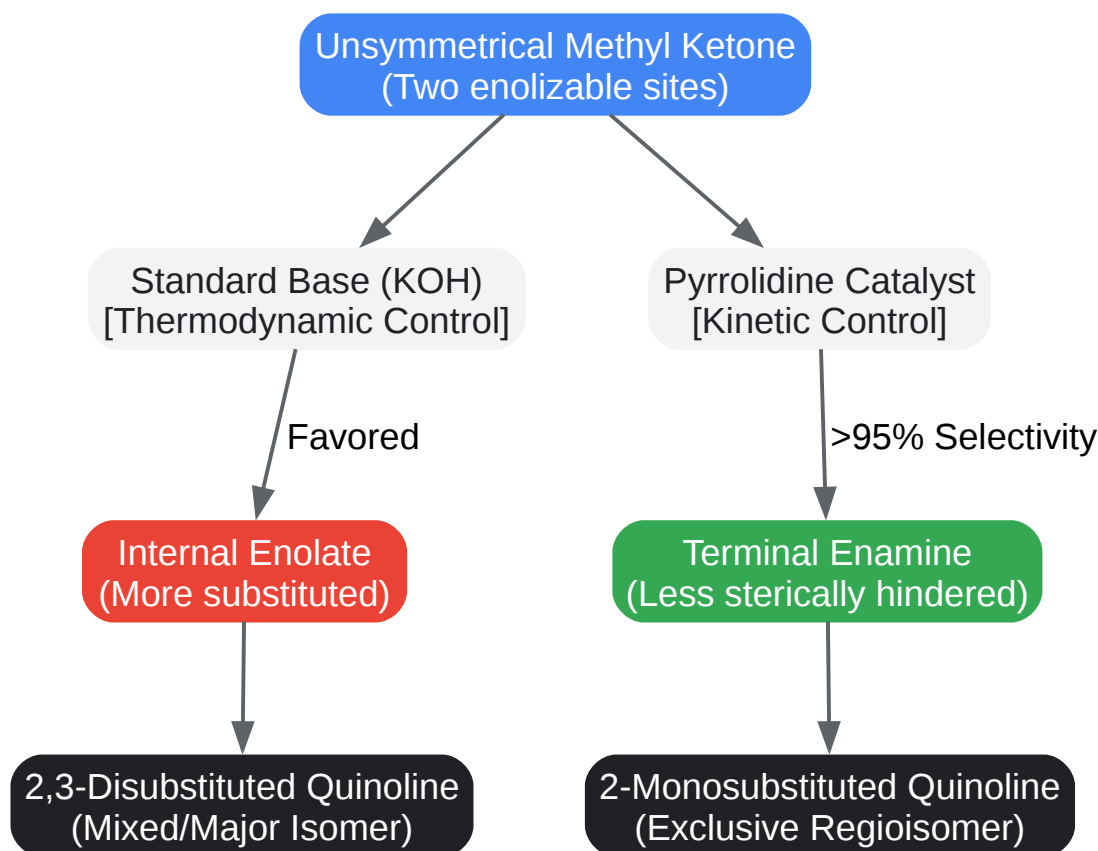 Unsymmetrical Methyl Ketone
(Two enolizable sites)
Standard Base (KOH)
[Thermodynamic Control]
Pyrrolidine Catalyst
[Kinetic Control]
Favored
>95% Selectivity
Internal Enolate
(More substituted)
Terminal Enamine
(Less sterically hindered)
2,3-Disubstituted Quinoline
(Mixed/Major Isomer)
2-Monosubstituted Quinoline
(Exclusive Regioisomer)